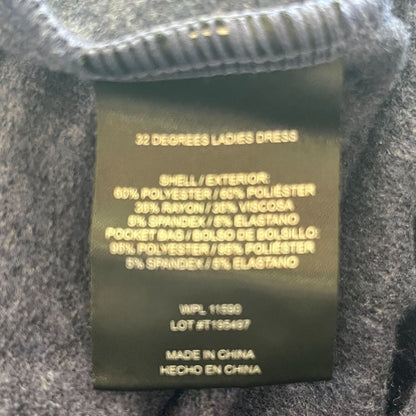 32 DEGREES LADIES DRESS
SHELL / EXTERIOR:
60% POLYESTER / 60% POLIÉSTER
35% RAYON / 35% VISCOSA
5% SPANDEX / 5% ELASTANO
POCKET BAG / BOLSO DE BOLSILLO:
95% POLYESTER / 95% POLIÉSTER
5% SPANDEX / 5% ELASTANO
WPL 11590
LOT #T195497
MADE IN CHINA
HECHO EN CHINA